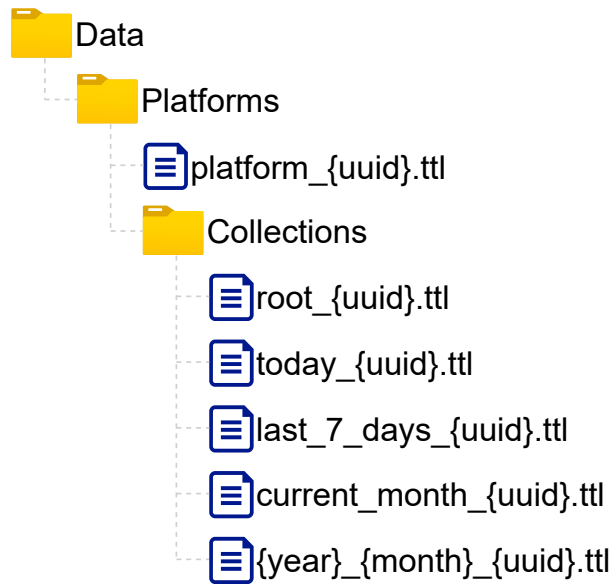 Data
Platforms
platform_{uuid}.ttl
Collections
root_{uuid}.ttl
today_{uuid}.ttl
last_7_days_{uuid}.ttl
current_month_{uuid}.ttl
{year}_{month}_{uuid}.ttl